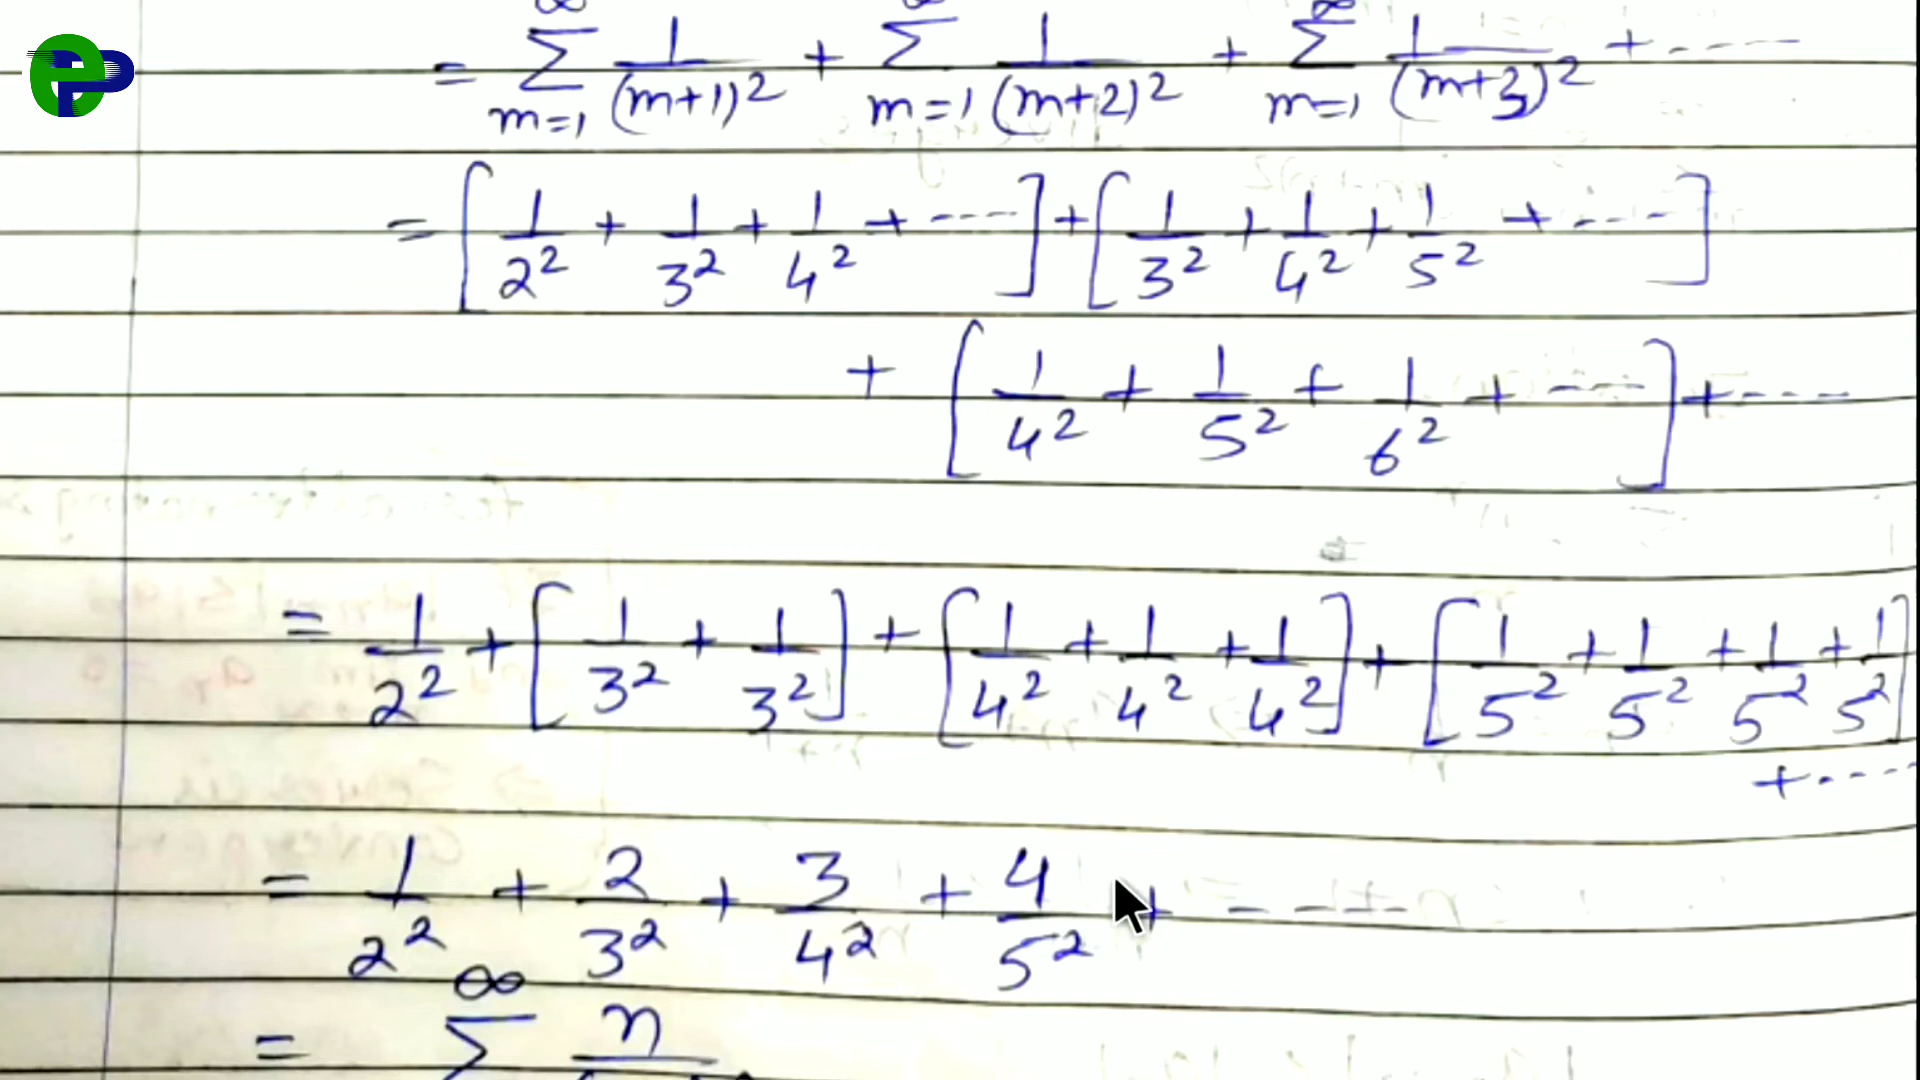 eP
= ∑_{m=1}^{∞} 1/(m+1)² + ∑_{m=1}^{∞} 1/(m+2)² + ∑_{m=1}^{∞} 1/(m+3)² + -----
= [1/2² + 1/3² + 1/4² + ----] + [1/3² + 1/4² + 1/5² + ----]
+ [1/4² + 1/5² + 1/6² + ----] + ----
= 1/2² + [1/3² + 1/3²] + [1/4² + 1/4² + 1/4²] + [1/5² + 1/5² + 1/5² + 1/5²]
+ ----
= 1/2² + 2/3² + 3/4² + 4/5² + - - - -
= ∑^{∞} n